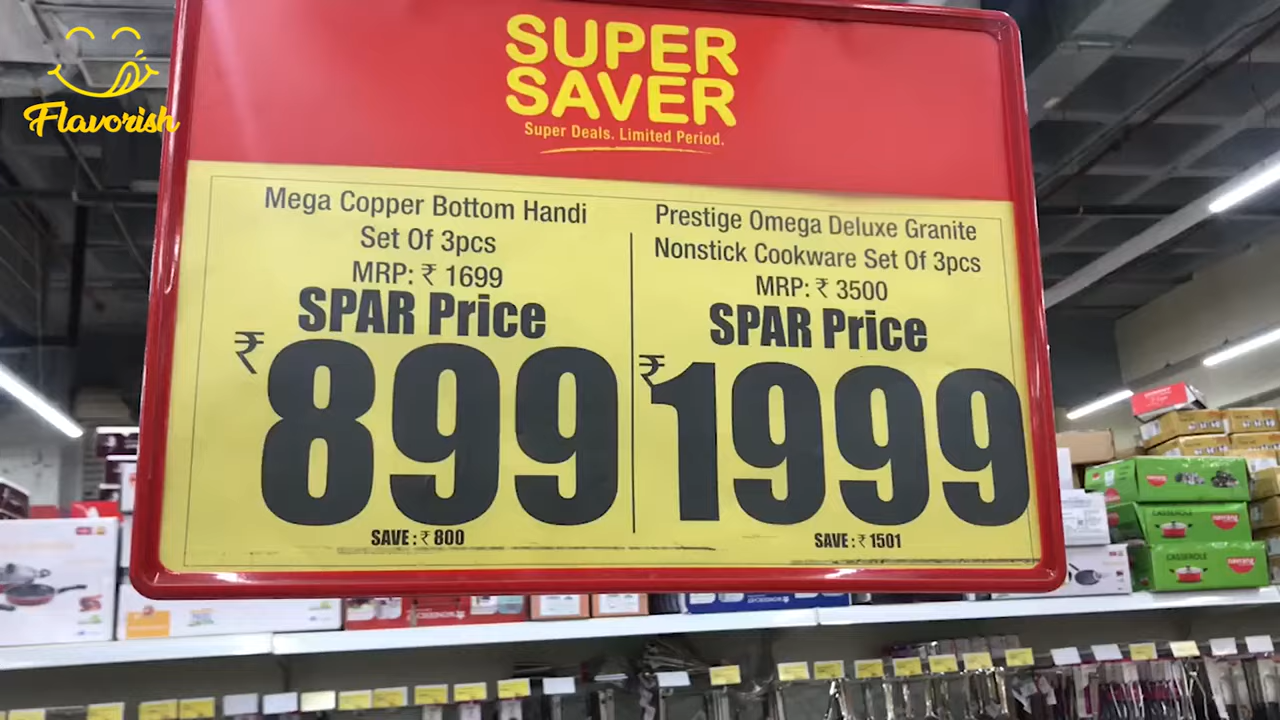 Flavorish
SUPER
SAVER
Super Deals. Limited Period.
Mega Copper Bottom Handi
Set Of 3pcs
MRP: ₹ 1699
SPAR Price
₹ 899
SAVE : ₹ 800
Prestige Omega Deluxe Granite
Nonstick Cookware Set Of 3pcs
MRP: ₹ 3500
SPAR Price
₹ 1999
SAVE : ₹ 1501
CASSEROLE
CASSEROLE